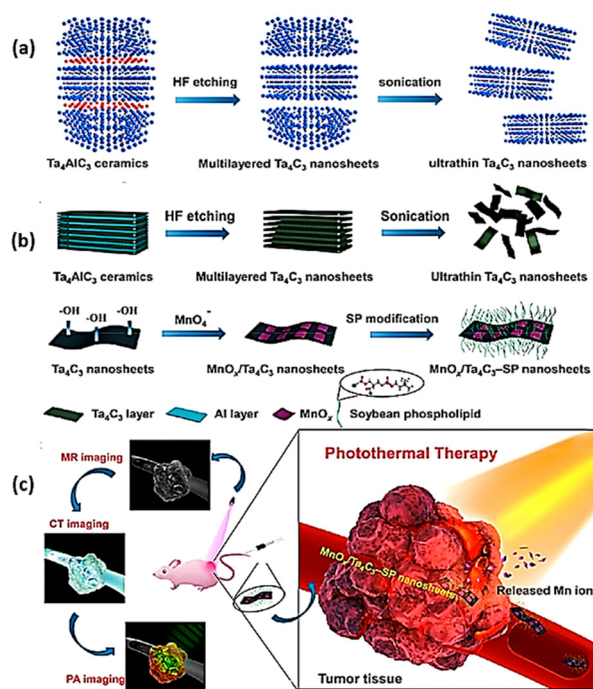 (a)
HF etching
sonication
Ta₄AlC₃ ceramics
Multilayered Ta₄C₃ nanosheets
ultrathin Ta₄C₃ nanosheets
(b)
HF etching
Sonication
Ta₄AlC₃ ceramics
Multilayered Ta₄C₃ nanosheets
Ultrathin Ta₄C₃ nanosheets
-OH
-OH
-OH
MnO₄⁻
SP modification
Ta₄C₃ nanosheets
MnOₓ/Ta₄C₃ nanosheets
MnOₓ/Ta₄C₃–SP nanosheets
Ta₄C₃ layer
Al layer
MnOₓ
Soybean phospholipid
(c)
MR imaging
CT imaging
PA imaging
Photothermal Therapy
MnOₓ/Ta₄C₃–SP nanosheets
Released Mn ion
Tumor tissue